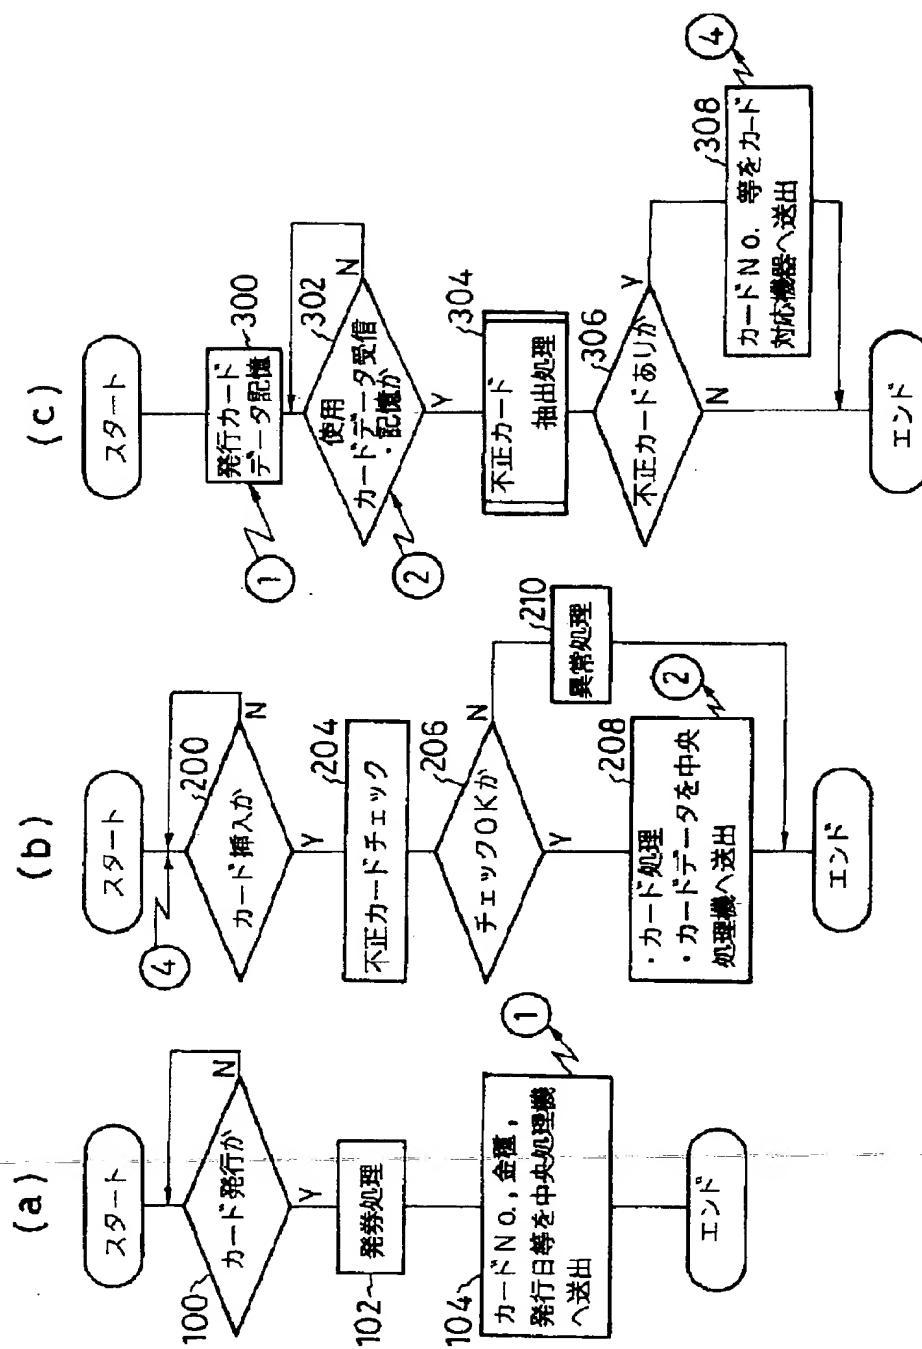 (a)
スタート
100
カード発行か
N
Y
102
発券処理
104
カードNo.,金種,
発行日等を中央処理機
へ送出
1
エンド
(b)
スタート
4
200
カード挿入か
N
Y
204
不正カードチェック
206
チェックOKか
N
Y
210
異常処理
208
・カード処理
・カードデータを中央
処理機へ送出
2
エンド
(c)
スタート
300
発行カード
データ記憶
1
302
使用
カードデータ受信
・記憶か
N
Y
2
304
不正カード
抽出処理
306
不正カードありか
Y
N
308
カードNo. 等をカード
対応機器へ送出
4
エンド